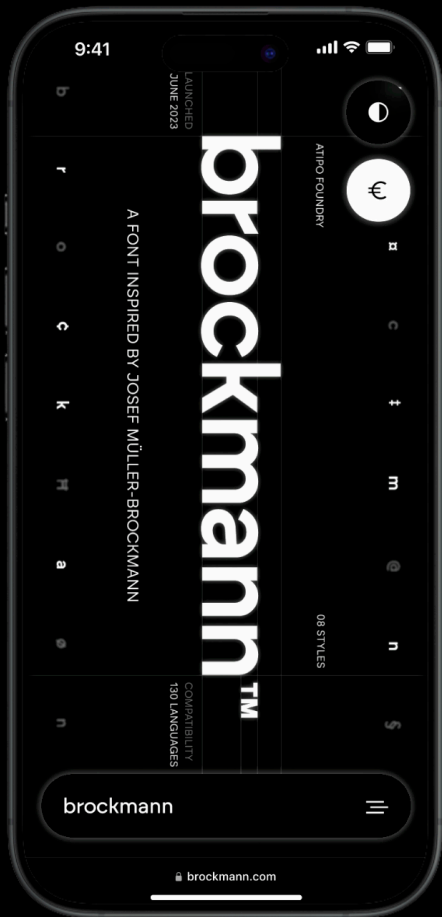 9:41
LAUNCHED
JUNE 2023
ATIPO FOUNDRY
€
brockmann™
A FONT INSPIRED BY JOSEF MÜLLER-BROCKMANN
08 STYLES
COMPATIBILITY
130 LANGUAGES
b r o ¢ k a ø n
¤ c ‡ m @ n §
brockmann
brockmann.com